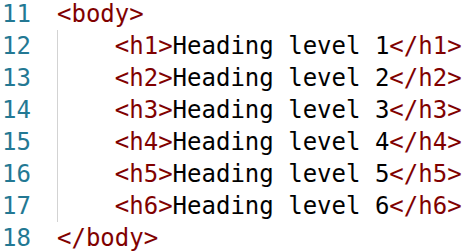 11 <body>
12     <h1>Heading level 1</h1>
13     <h2>Heading level 2</h2>
14     <h3>Heading level 3</h3>
15     <h4>Heading level 4</h4>
16     <h5>Heading level 5</h5>
17     <h6>Heading level 6</h6>
18 </body>